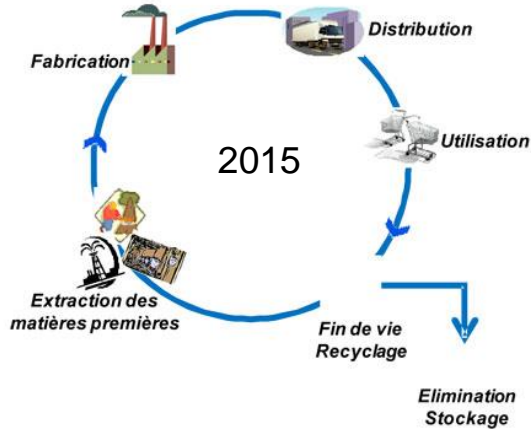 Distribution
Fabrication
Utilisation
2015
Extraction des
matières premières
Fin de vie
Recyclage
Elimination
Stockage